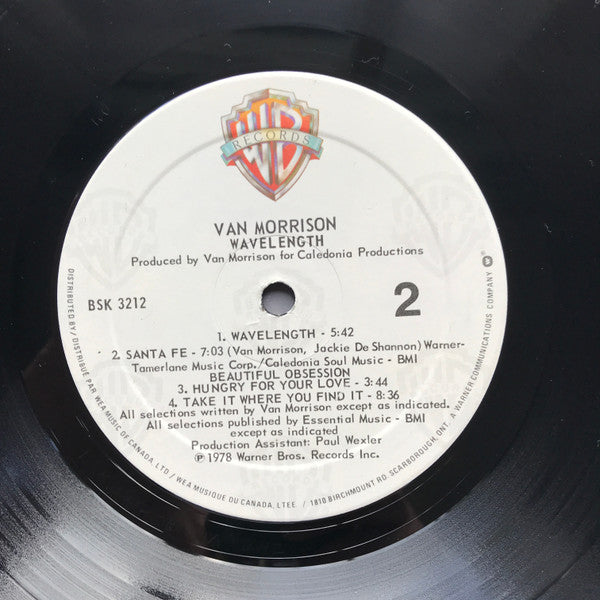 WB
RECORDS
VAN MORRISON
WAVELENGTH
Produced by Van Morrison for Caledonia Productions
BSK 3212
2
1. WAVELENGTH - 5:42
2. SANTA FE - 7:03 (Van Morrison, Jackie De Shannon) Warner-
Tamerlane Music Corp./Caledonia Soul Music - BMI
BEAUTIFUL OBSESSION
3. HUNGRY FOR YOUR LOVE - 3:44
4. TAKE IT WHERE YOU FIND IT - 8:36
All selections written by Van Morrison except as indicated.
All selections published by Essential Music - BMI
except as indicated
Production Assistant: Paul Wexler
℗ 1978 Warner Bros. Records Inc.
DISTRIBUTED BY/DISTRIBUE PAR WEA MUSIC OF CANADA, LTD / WEA MUSIQUE DU CANADA, LTEE. / 1810 BIRCHMOUNT RD. SCARBOROUGH, ONT. A WARNER COMMUNICATIONS COMPANY